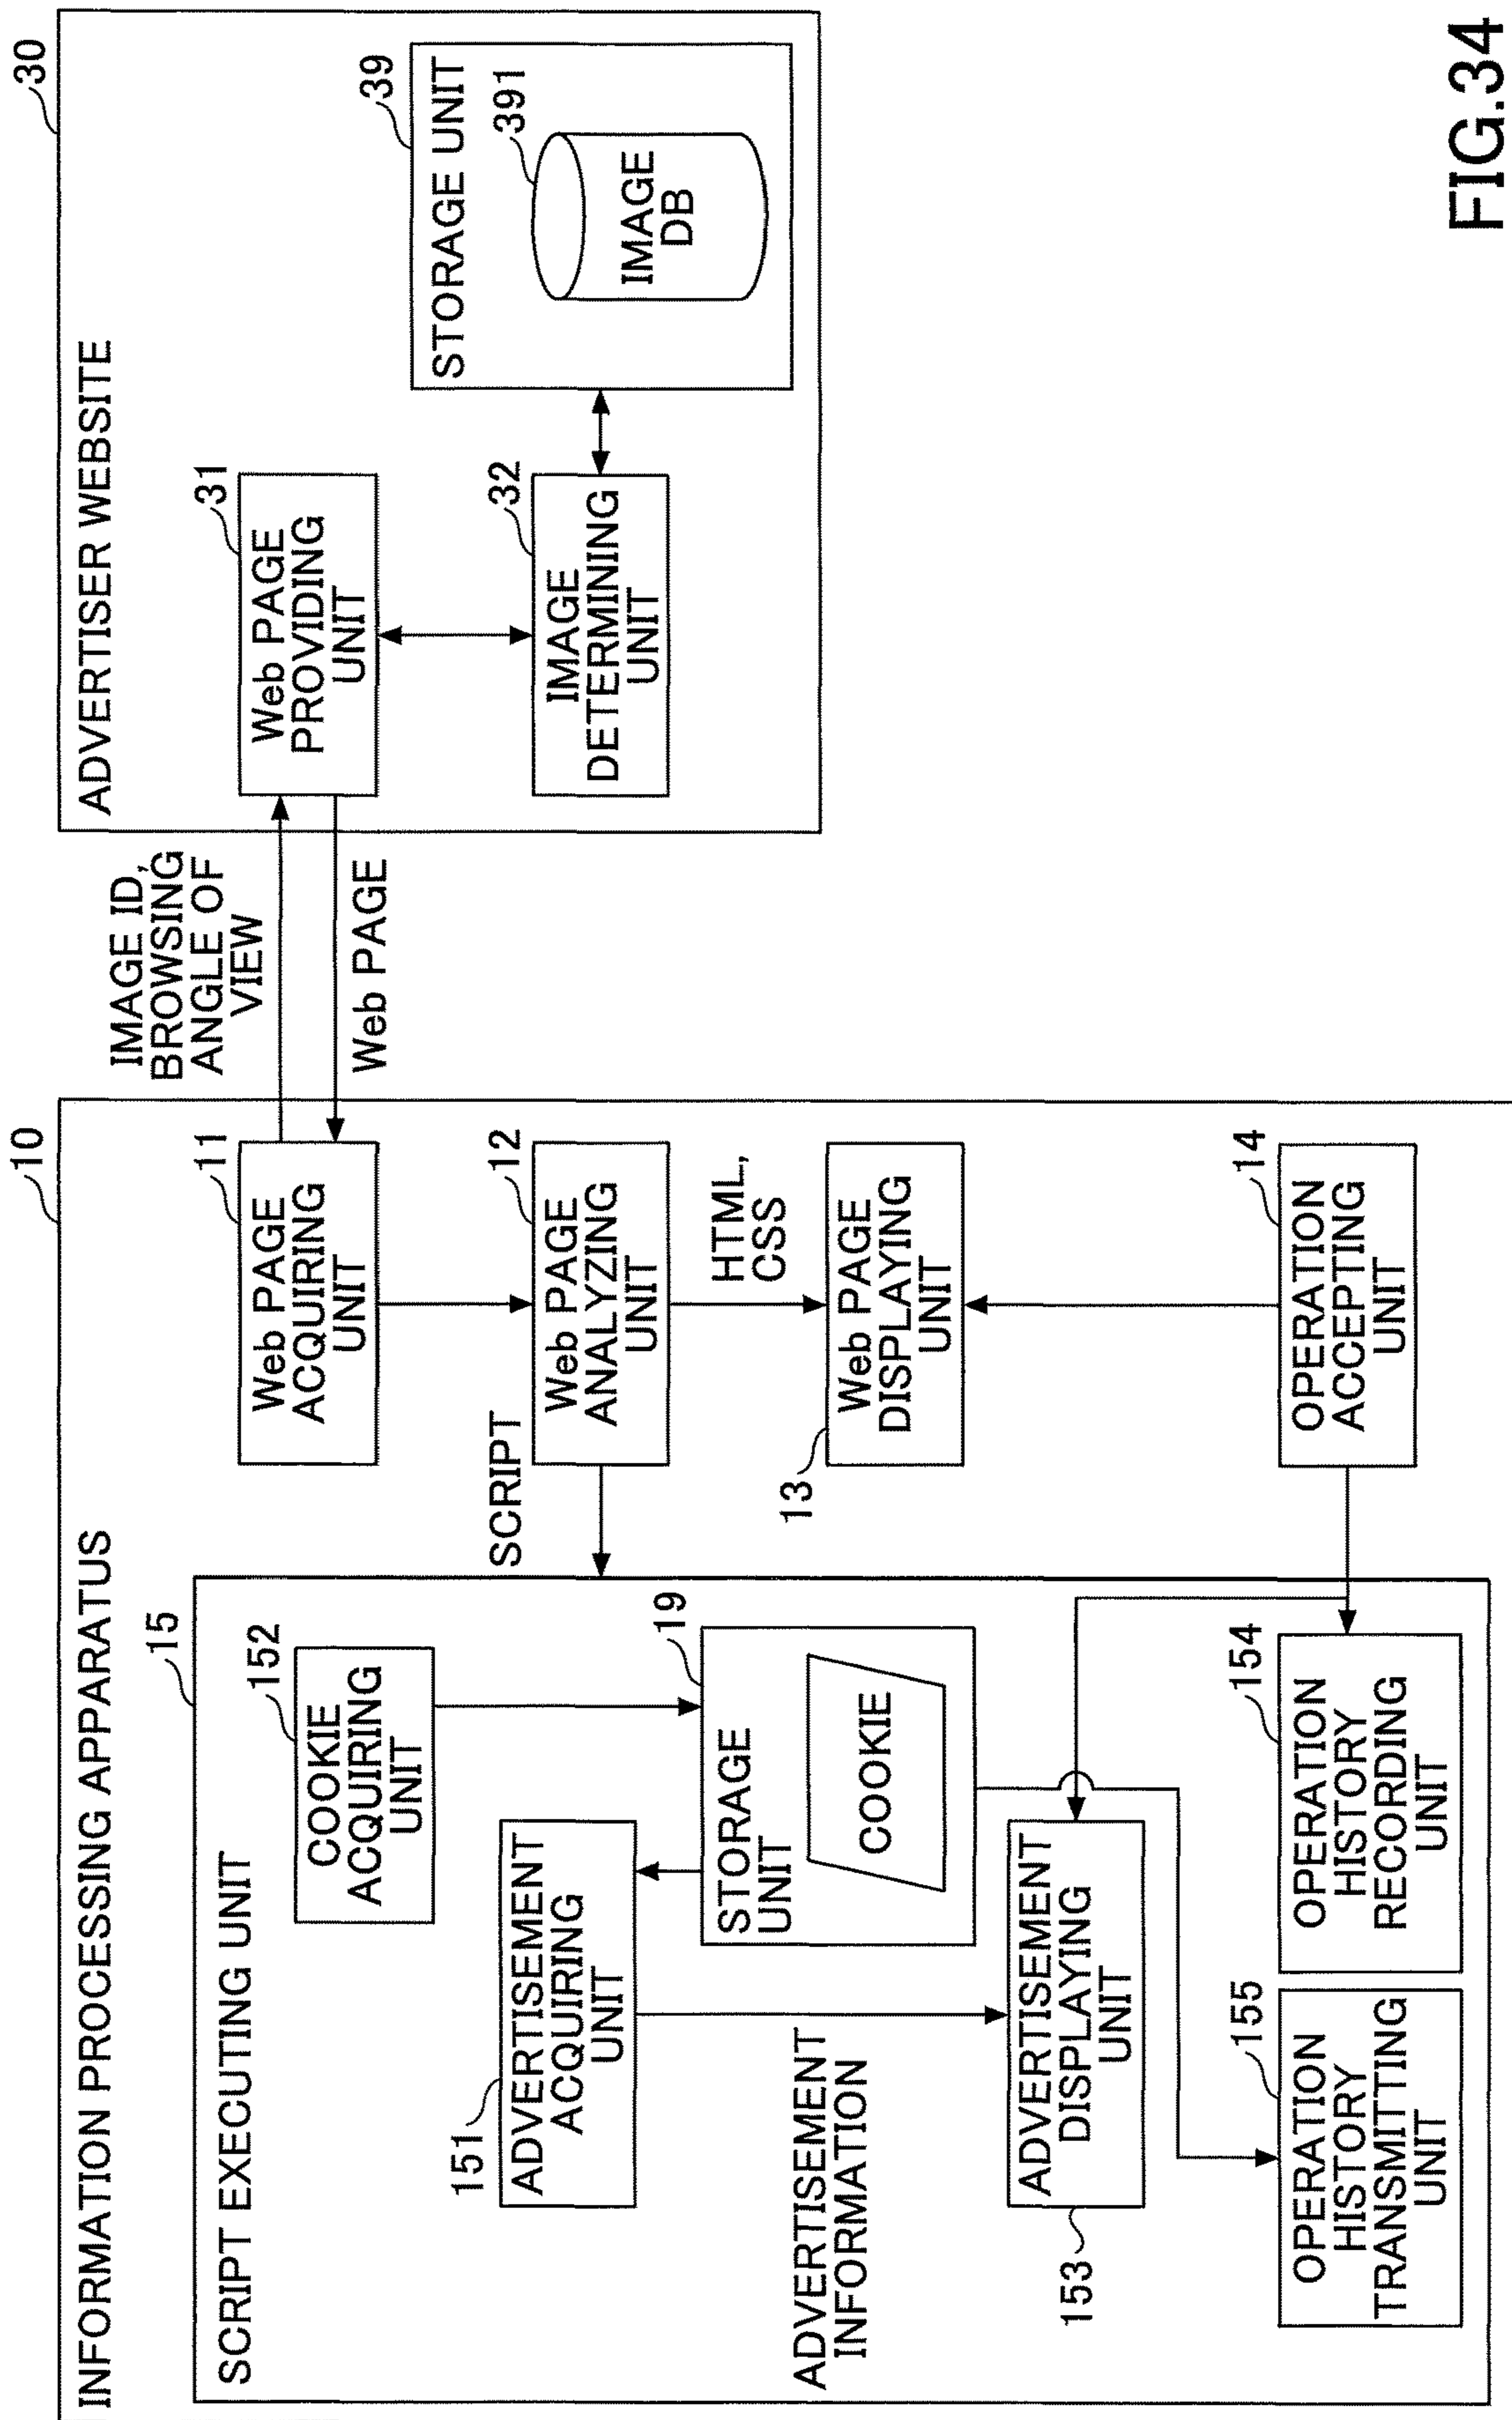 INFORMATION PROCESSING APPARATUS
10
SCRIPT EXECUTING UNIT
15
COOKIE
ACQUIRING
UNIT
152
151
ADVERTISEMENT
ACQUIRING
UNIT
STORAGE
UNIT
19
COOKIE
ADVERTISEMENT
INFORMATION
ADVERTISEMENT
DISPLAYING
UNIT
153
OPERATION
HISTORY
TRANSMITTING
UNIT
155
OPERATION
HISTORY
RECORDING
UNIT
154
SCRIPT
Web PAGE
ACQUIRING
UNIT
11
Web PAGE
ANALYZING
UNIT
12
HTML,
CSS
13
Web PAGE
DISPLAYING
UNIT
OPERATION
ACCEPTING
UNIT
14
IMAGE ID,
BROWSING
ANGLE OF
VIEW
Web PAGE
ADVERTISER WEBSITE
30
Web PAGE
PROVIDING
UNIT
31
IMAGE
DETERMINING
UNIT
32
STORAGE UNIT
39
IMAGE
DB
391
FIG.34